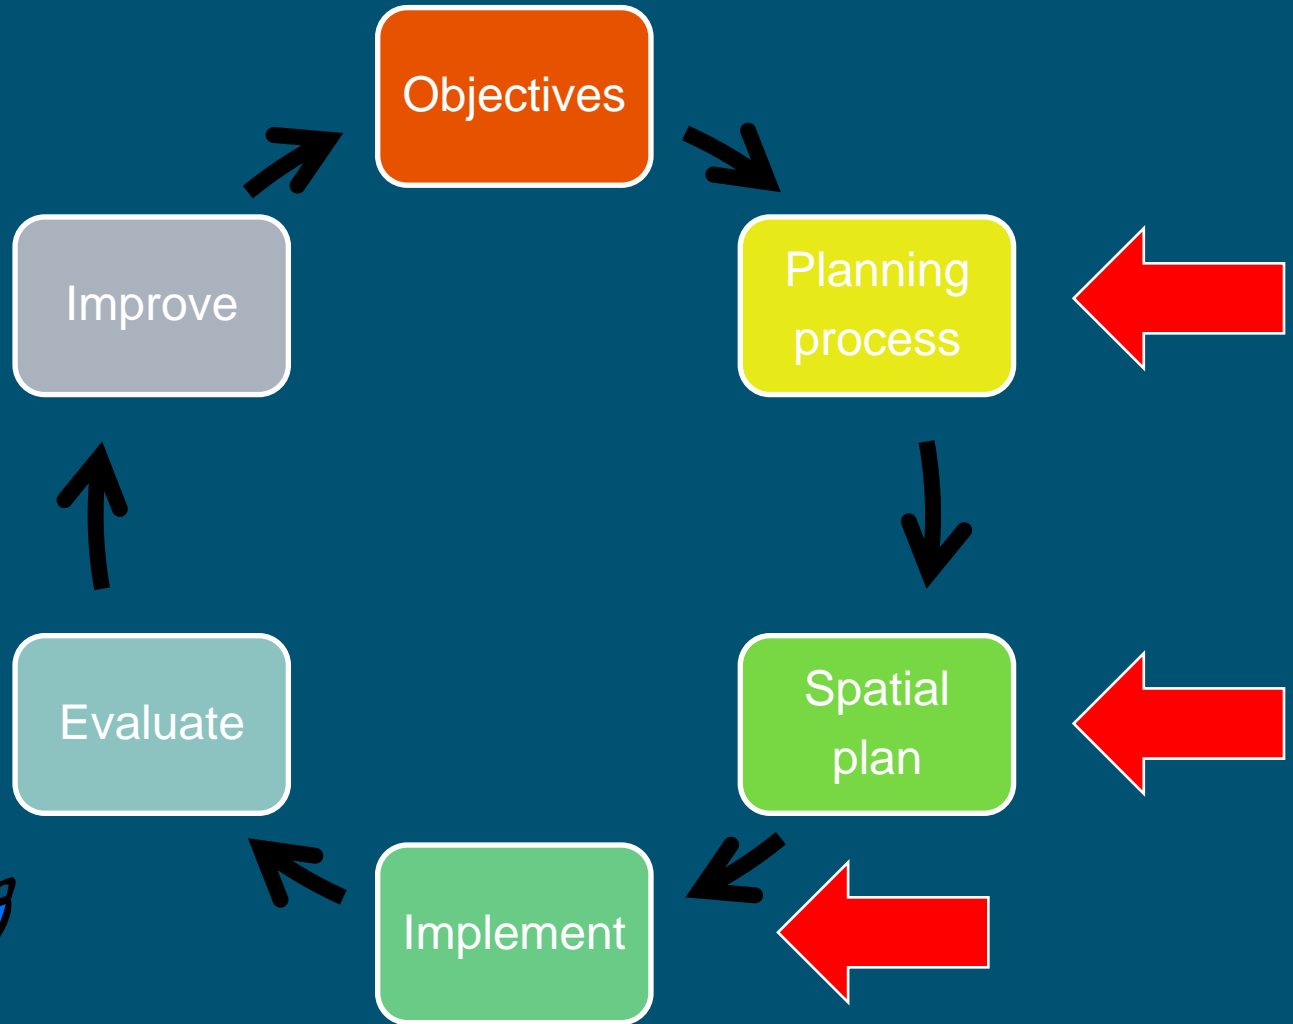 Objectives
Planning
process
Spatial
plan
Implement
Evaluate
Improve